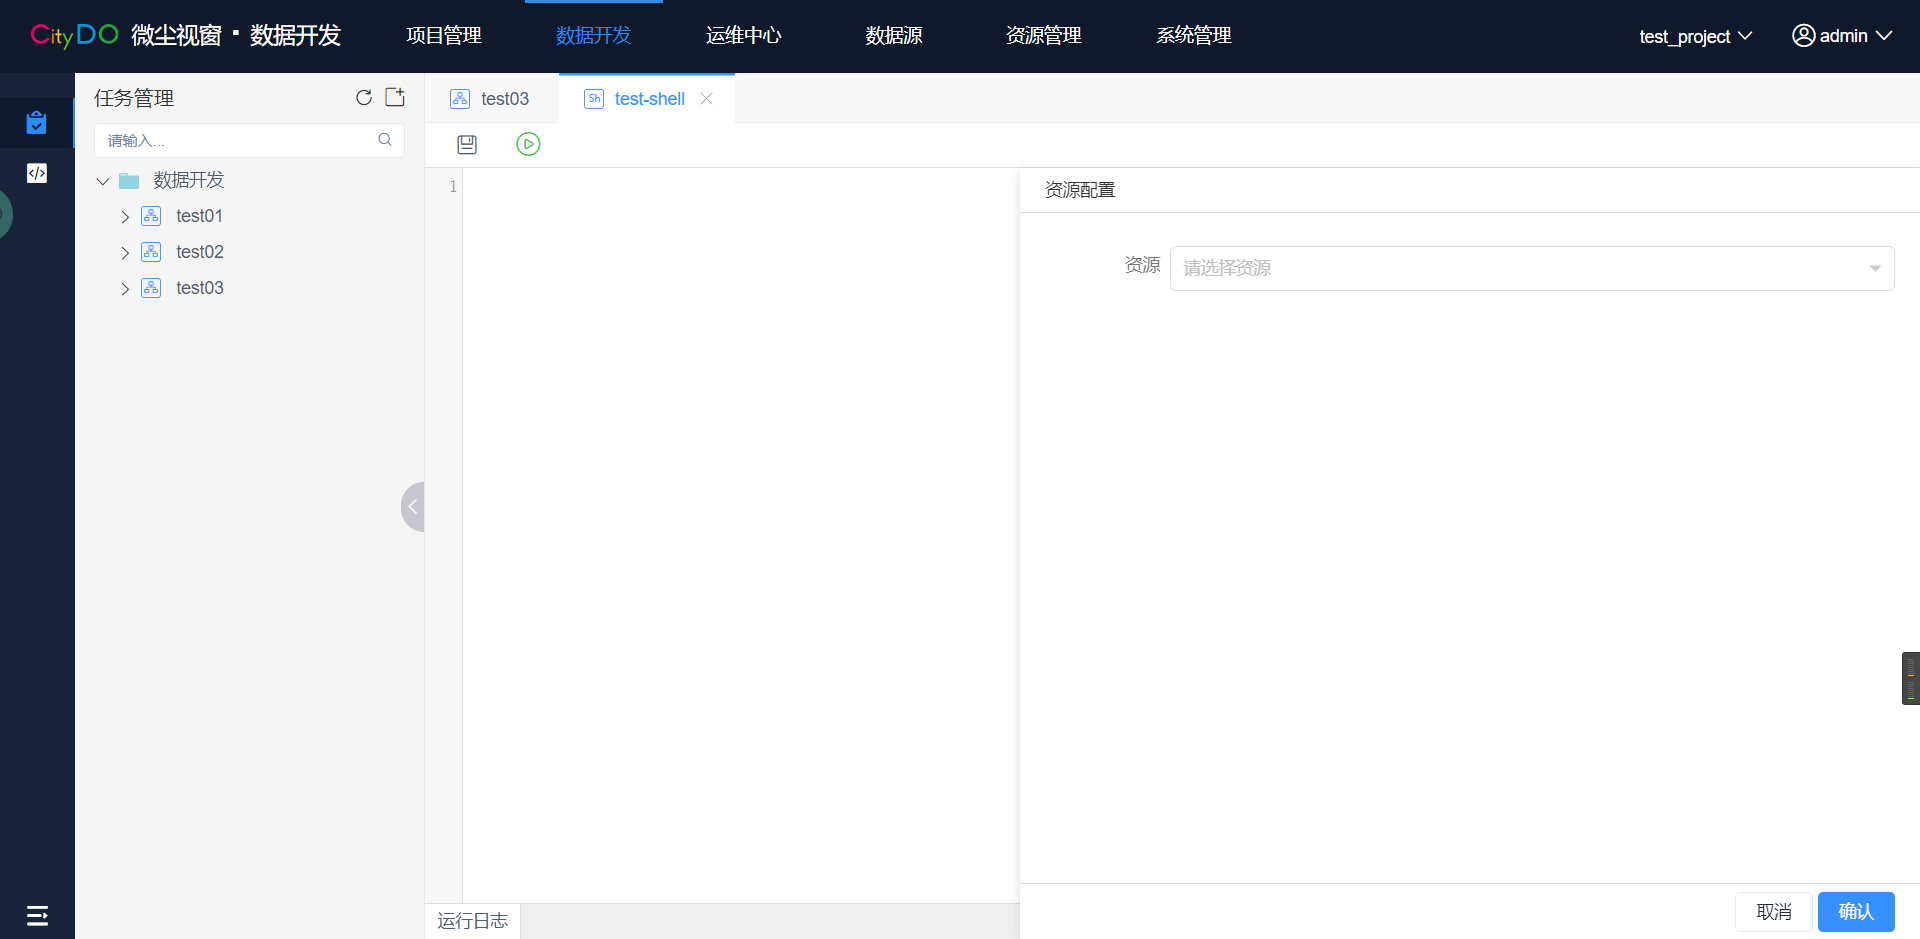 CityDO 微尘视窗 · 数据开发 项目管理 数据开发 运维中心 数据源 资源管理 系统管理 test_project admin
任务管理
test03
Sh test-shell
请输入...
数据开发
test01
test02
test03
1
资源配置
资源 请选择资源
运行日志
取消 确认